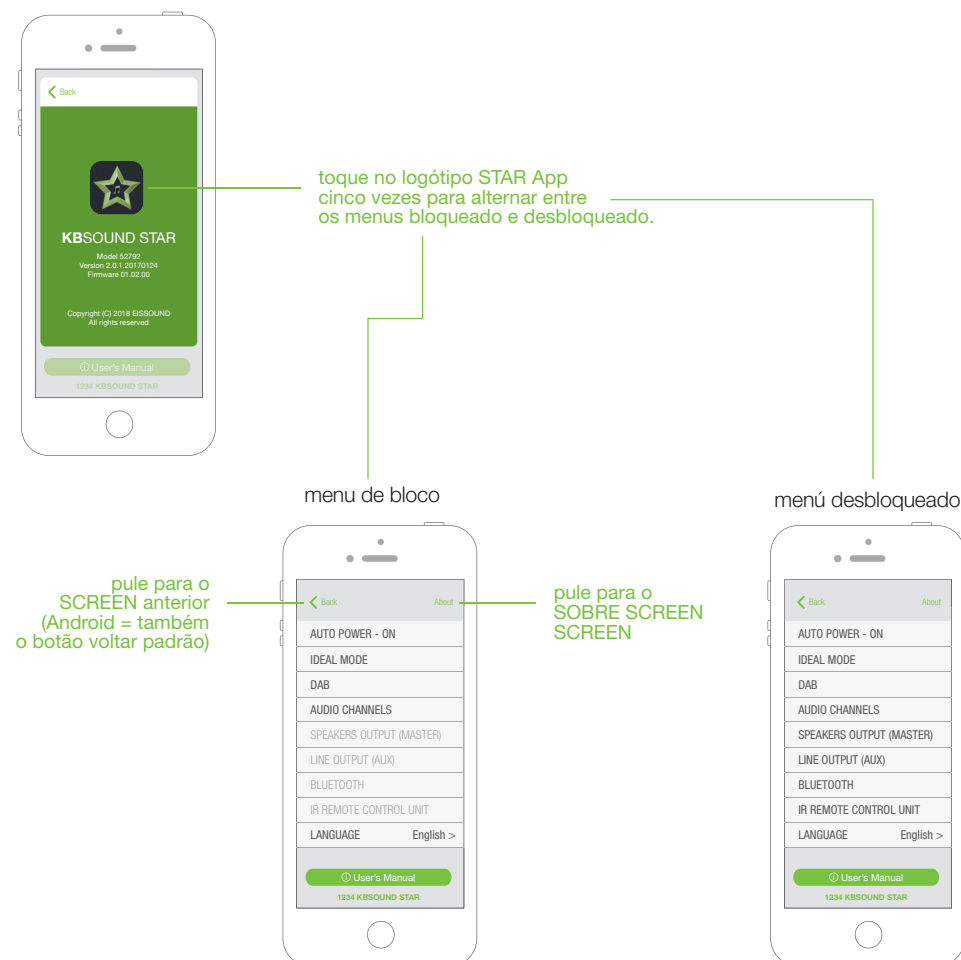 Back
KBSOUND STAR
Model 52792
Version 2.0.1.20170124
Firmware 01.02.00
Copyright (C) 2018 EISSOUND
All rights reserved
User's Manual
1234 KBSOUND STAR
toque no logótipo STAR App
cinco vezes para alternar entre
os menus bloqueado e desbloqueado.
menu de bloco
pule para o
SCREEN anterior
(Android = também
o botão voltar padrão)
Back About
AUTO POWER - ON
IDEAL MODE
DAB
AUDIO CHANNELS
SPEAKERS OUTPUT (MASTER)
LINE OUTPUT (AUX)
BLUETOOTH
IR REMOTE CONTROL UNIT
LANGUAGE English >
User's Manual
1234 KBSOUND STAR
pule para o
SOBRE SCREEN
SCREEN
menú desbloqueado
Back About
AUTO POWER - ON
IDEAL MODE
DAB
AUDIO CHANNELS
SPEAKERS OUTPUT (MASTER)
LINE OUTPUT (AUX)
BLUETOOTH
IR REMOTE CONTROL UNIT
LANGUAGE English >
User's Manual
1234 KBSOUND STAR